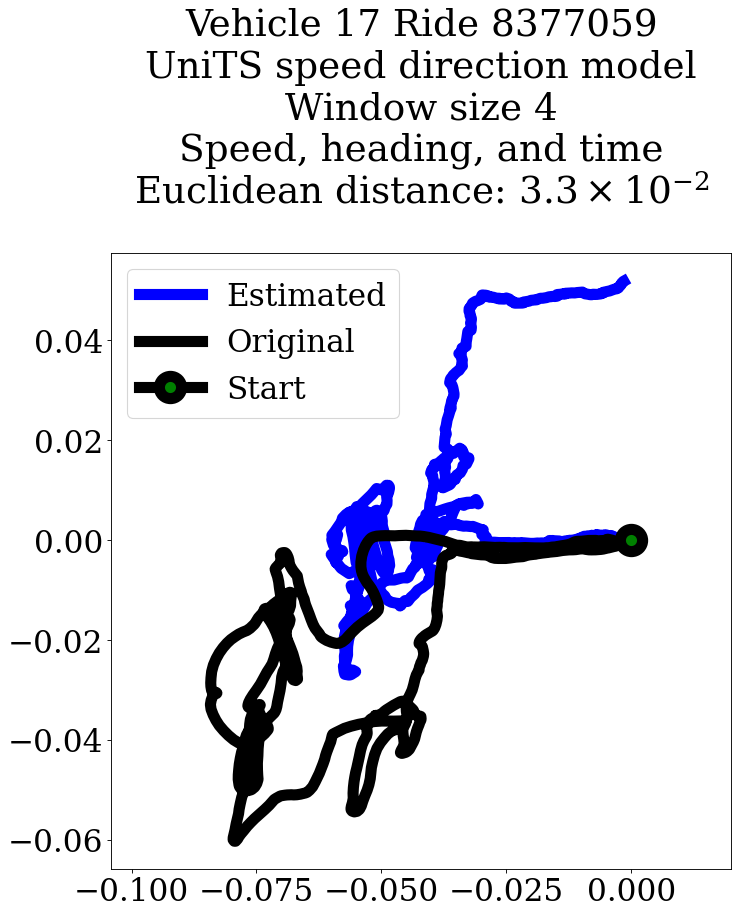 Vehicle 17 Ride 8377059
UniTS speed direction model
Window size 4
Speed, heading, and time
Euclidean distance: 3.3 × 10⁻²
Estimated
Original
Start
0.04
0.02
0.00
−0.02
−0.04
−0.06
−0.100 −0.075 −0.050 −0.025 0.000